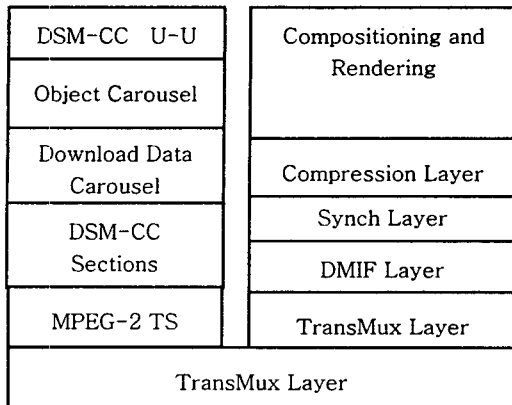 DSM-CC U-U
Object Carousel
Download Data
Carousel
DSM-CC
Sections
MPEG-2 TS
Compositioning and
Rendering
Compression Layer
Synch Layer
DMIF Layer
TransMux Layer
TransMux Layer